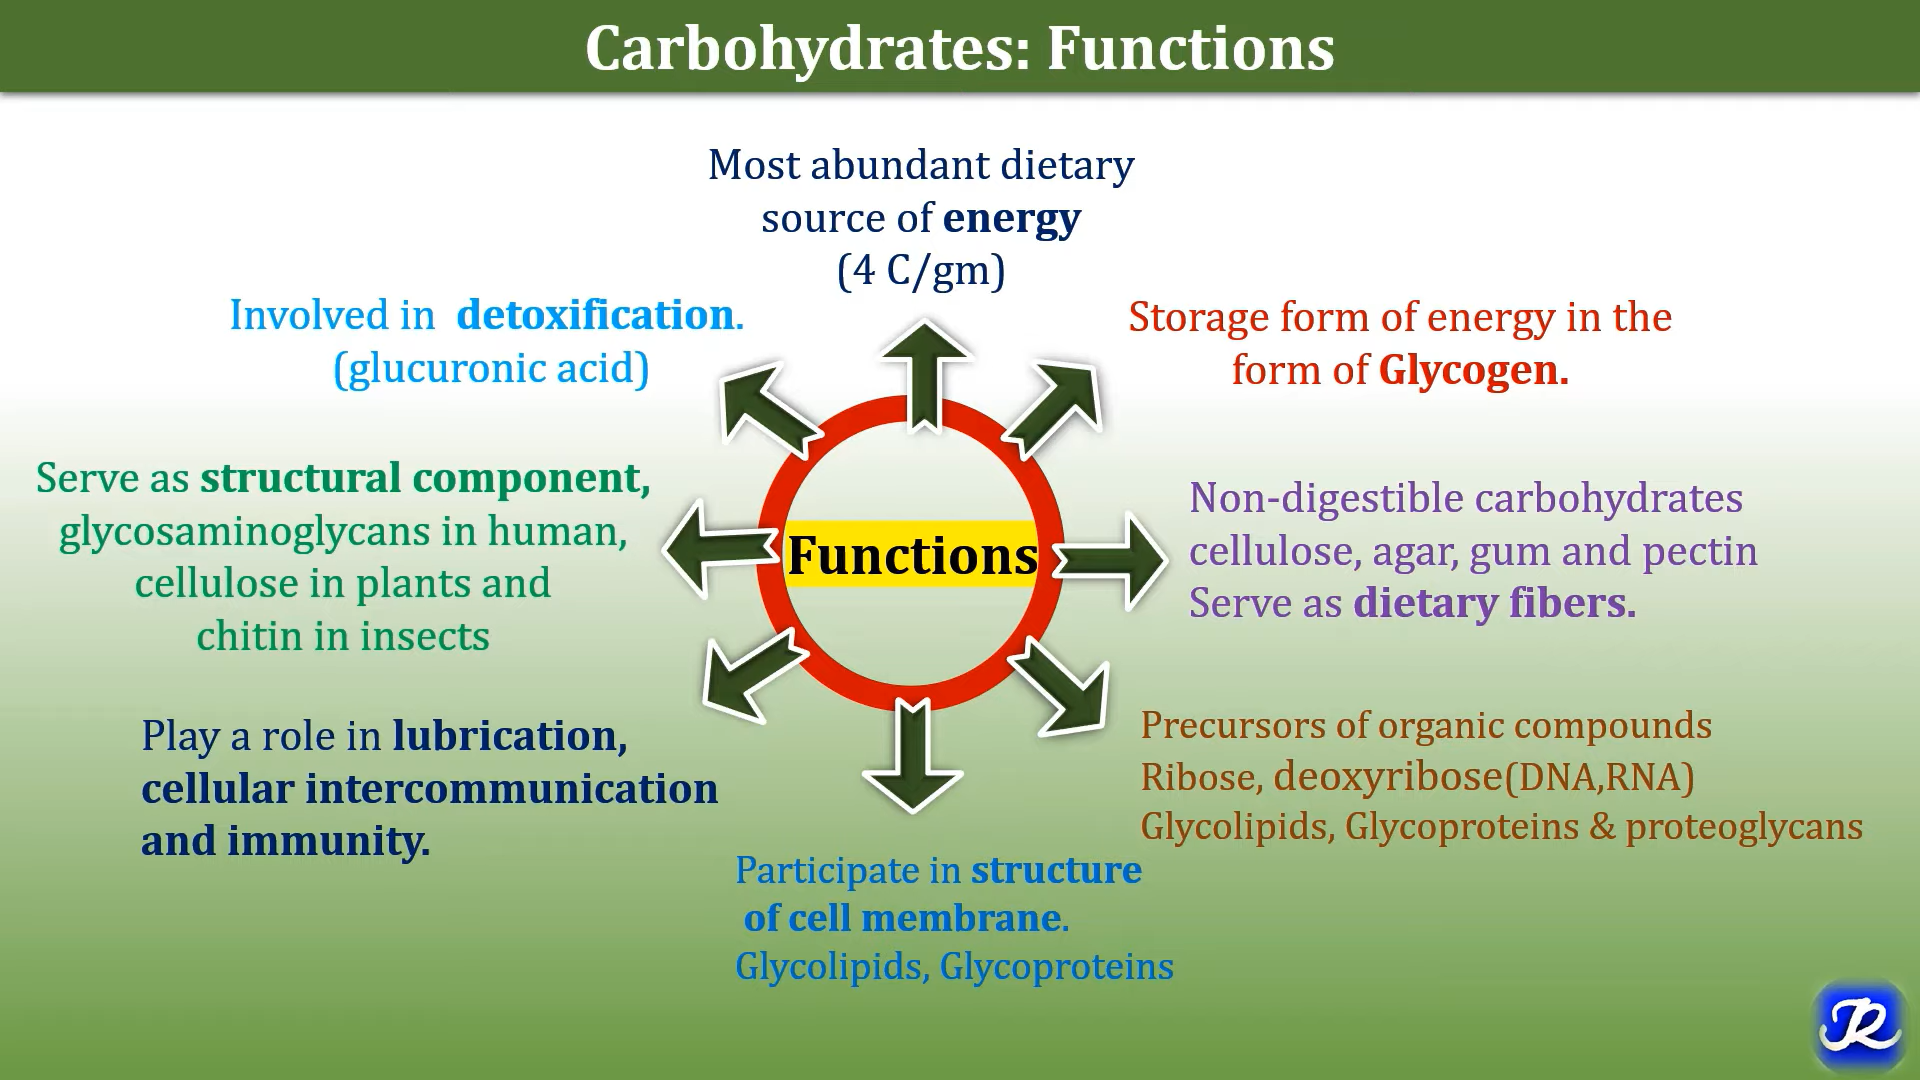 Carbohydrates: Functions
Most abundant dietary
source of energy
(4 C/gm)
Involved in detoxification.
(glucuronic acid)
Storage form of energy in the
form of Glycogen.
Serve as structural component,
glycosaminoglycans in human,
cellulose in plants and
chitin in insects
Functions
Non-digestible carbohydrates
cellulose, agar, gum and pectin
Serve as dietary fibers.
Play a role in lubrication,
cellular intercommunication
and immunity.
Precursors of organic compounds
Ribose, deoxyribose(DNA,RNA)
Glycolipids, Glycoproteins & proteoglycans
Participate in structure
of cell membrane.
Glycolipids, Glycoproteins